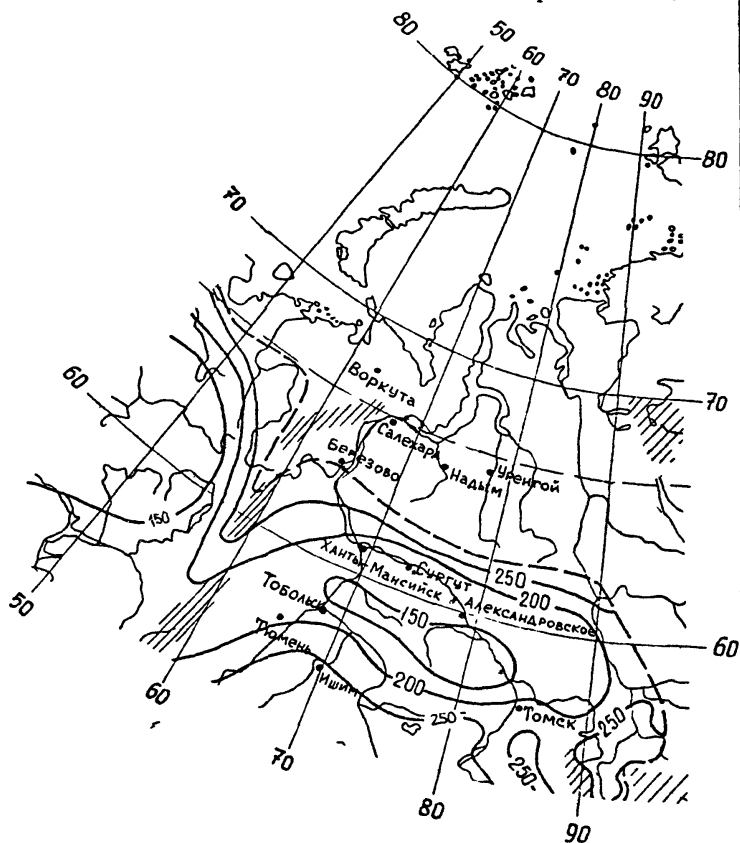 80
50
60
70
80
90
80
70
60
70
Воркута
Салехард
Березово
Надым
Уренгой
150
250
200
Ханты-Мансийск
Сургут
Александровское
50
Тобольск
150
60
Тюмень
200
Ишим
250
Томск
250
250
60
70
80
90